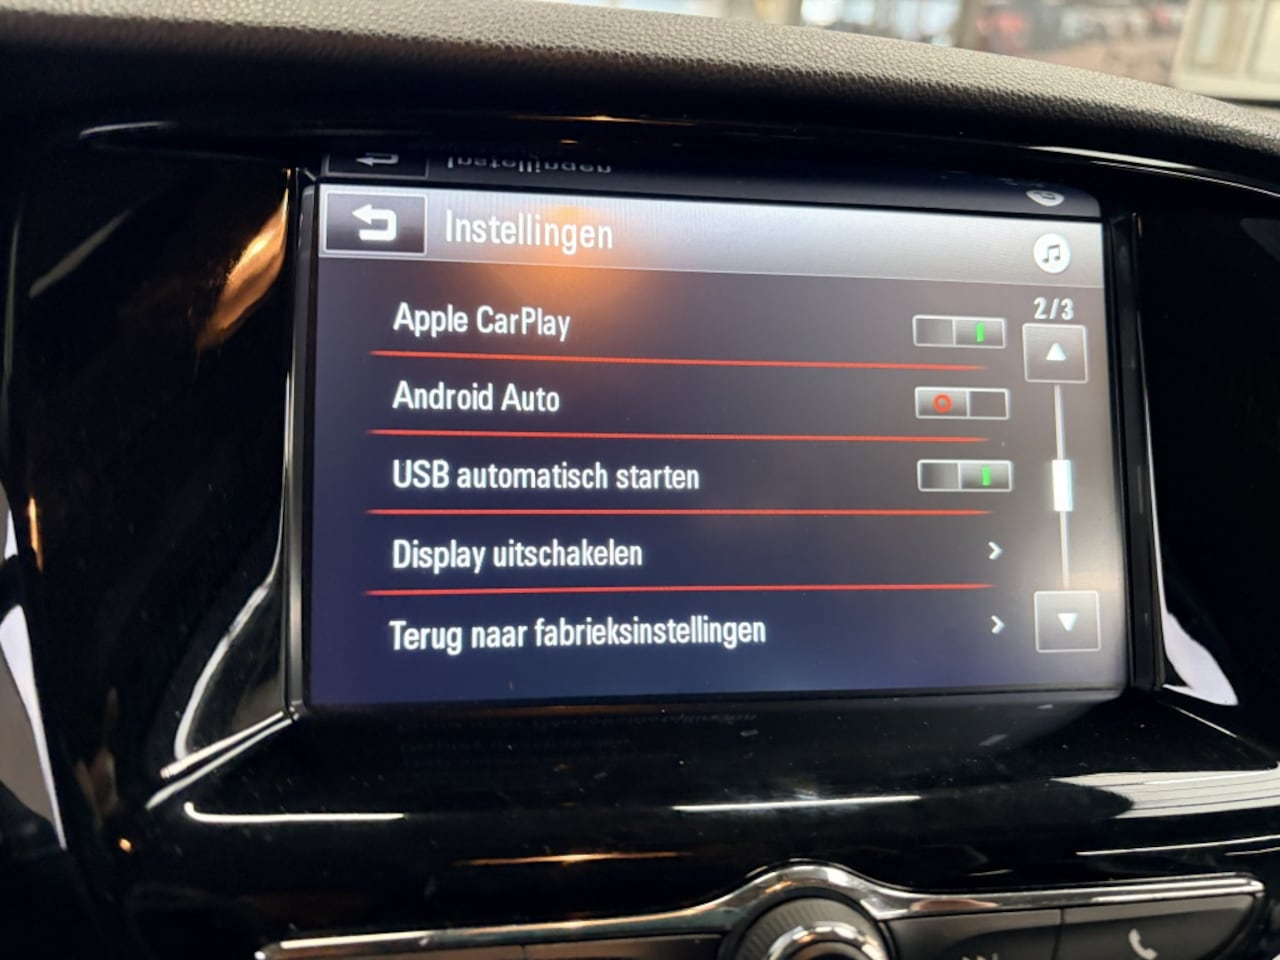 Instellingen
2/3
Apple CarPlay
Android Auto
USB automatisch starten
Display uitschakelen
Terug naar fabrieksinstellingen